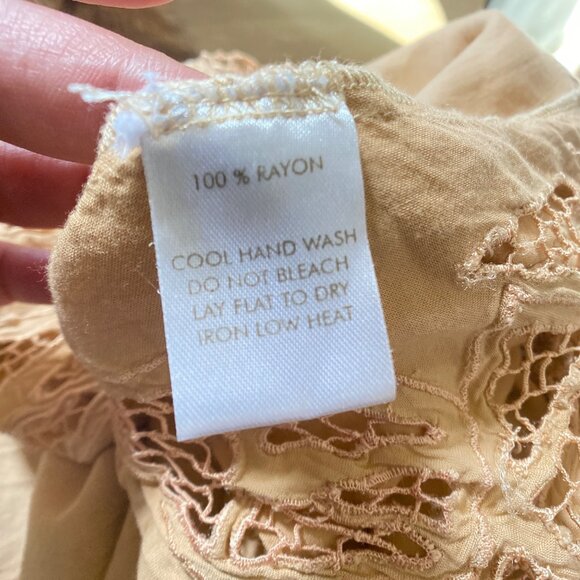 100 % RAYON
COOL HAND WASH
DO NOT BLEACH
LAY FLAT TO DRY
IRON LOW HEAT